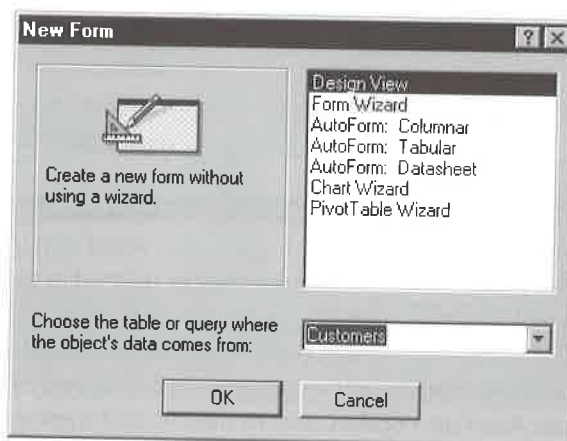 New Form
Create a new form without
using a wizard.
Design View
Form Wizard
AutoForm: Columnar
AutoForm: Tabular
AutoForm: Datasheet
Chart Wizard
PivotTable Wizard
Choose the table or query where
the object's data comes from:
Customers
OK
Cancel